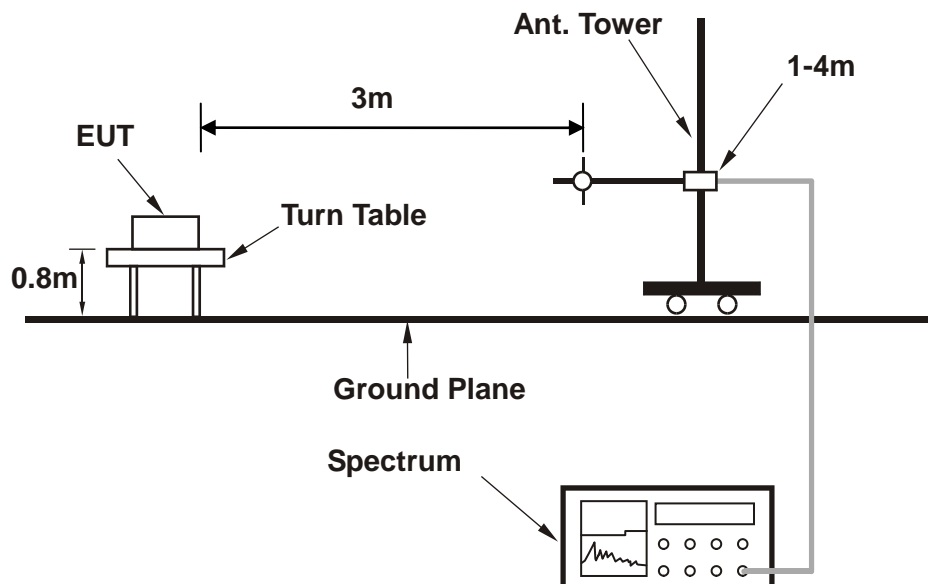 Ant. Tower
1-4m
3m
EUT
Turn Table
0.8m
Ground Plane
Spectrum